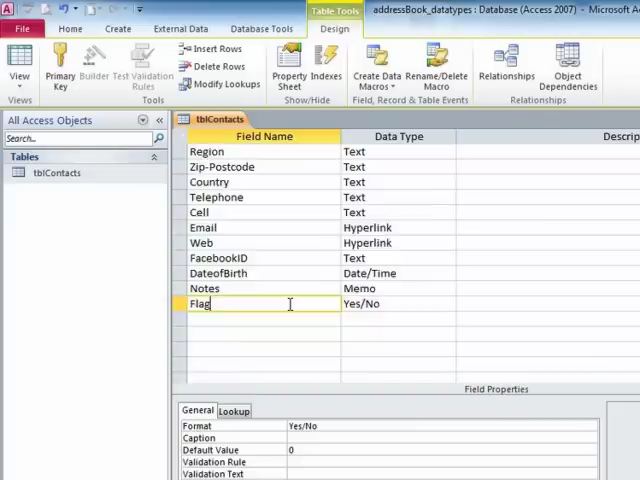 Table Tools
addressBook_datatypes : Database (Access 2007) - Microsoft Ac
File Home Create External Data Database Tools Design
View
Primary Key
Builder
Test Validation Rules
Insert Rows
Delete Rows
Modify Lookups
Property Sheet
Indexes
Create Data Macros
Rename/Delete Macro
Relationships
Object Dependencies
Views Tools Show/Hide Field, Record & Table Events Relationships
All Access Objects
Search...
Tables
tblContacts
tblContacts
Field Name Data Type Descrip
Region Text
Zip-Postcode Text
Country Text
Telephone Text
Cell Text
Email Hyperlink
Web Hyperlink
FacebookID Text
DateofBirth Date/Time
Notes Memo
Flag Yes/No
Field Properties
General Lookup
Format Yes/No
Caption
Default Value 0
Validation Rule
Validation Text